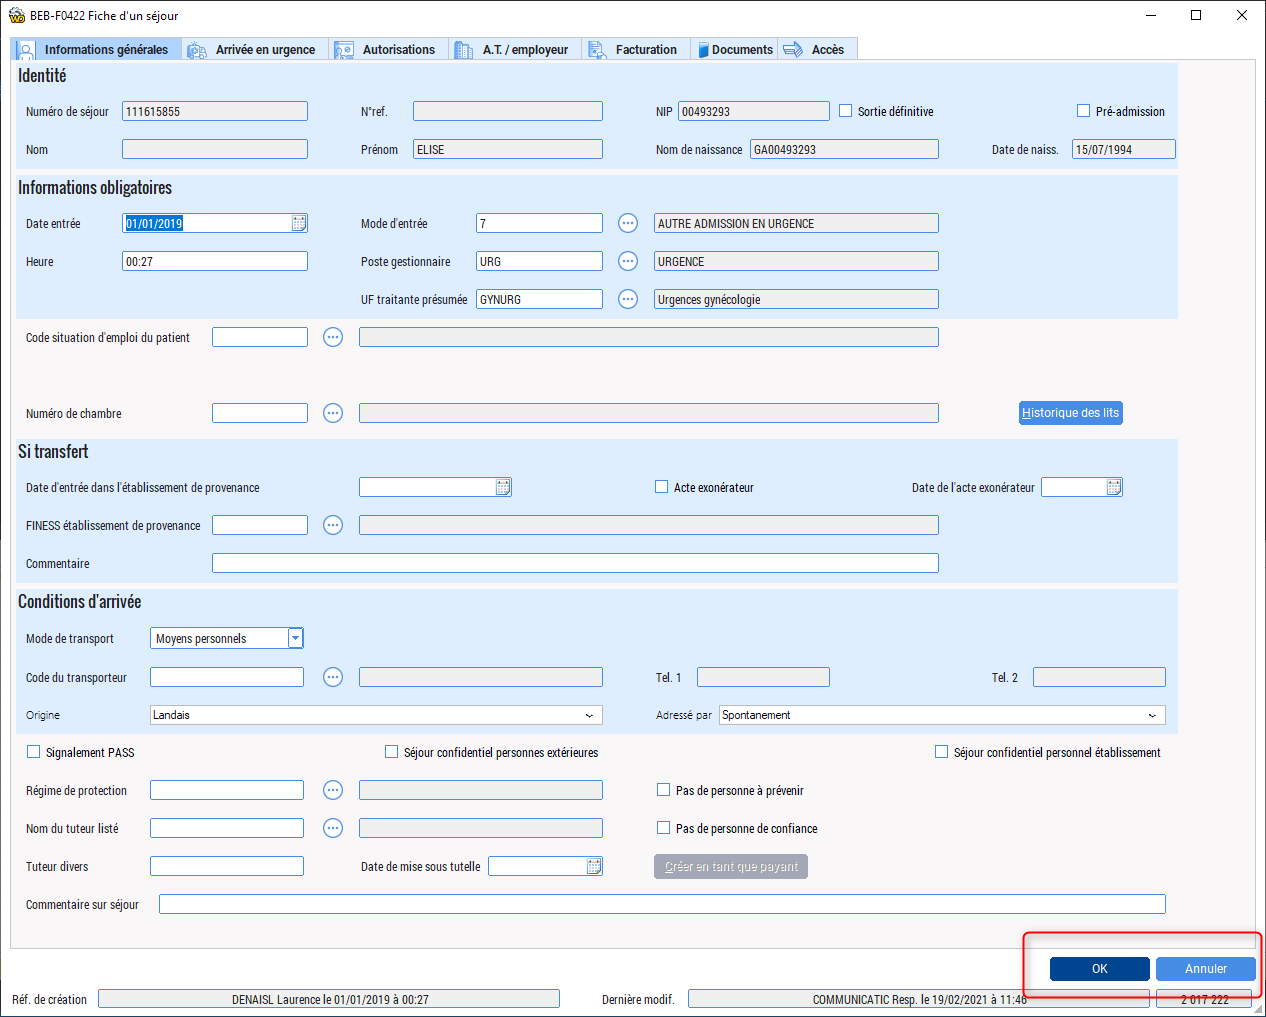 BEB-F0422 Fiche d'un séjour
Informations générales Arrivée en urgence Autorisations A.T. / employeur Facturation Documents Accès
Identité
Numéro de séjour 111615855 N°ref. NIP 00493293 Sortie définitive Pré-admission
Nom Prénom ELISE Nom de naissance GA00493293 Date de naiss. 15/07/1994
Informations obligatoires
Date entrée 01/01/2019 Mode d'entrée 7 AUTRE ADMISSION EN URGENCE
Heure 00:27 Poste gestionnaire URG URGENCE
UF traitante présumée GYNURG Urgences gynécologie
Code situation d'emploi du patient
Numéro de chambre Historique des lits
Si transfert
Date d'entrée dans l'établissement de provenance Acte exonérateur Date de l'acte exonérateur
FINESS établissement de provenance
Commentaire
Conditions d'arrivée
Mode de transport Moyens personnels
Code du transporteur Tel. 1 Tel. 2
Origine Landais Adressé par Spontanement
Signalement PASS Séjour confidentiel personnes extérieures Séjour confidentiel personnel établissement
Régime de protection Pas de personne à prévenir
Nom du tuteur listé Pas de personne de confiance
Tuteur divers Date de mise sous tutelle Créer en tant que payant
Commentaire sur séjour
OK Annuler
Réf. de création DENAISL Laurence le 01/01/2019 à 00:27 Dernière modif. COMMUNICATIC Resp. le 19/02/2021 à 11:46 2 017 222